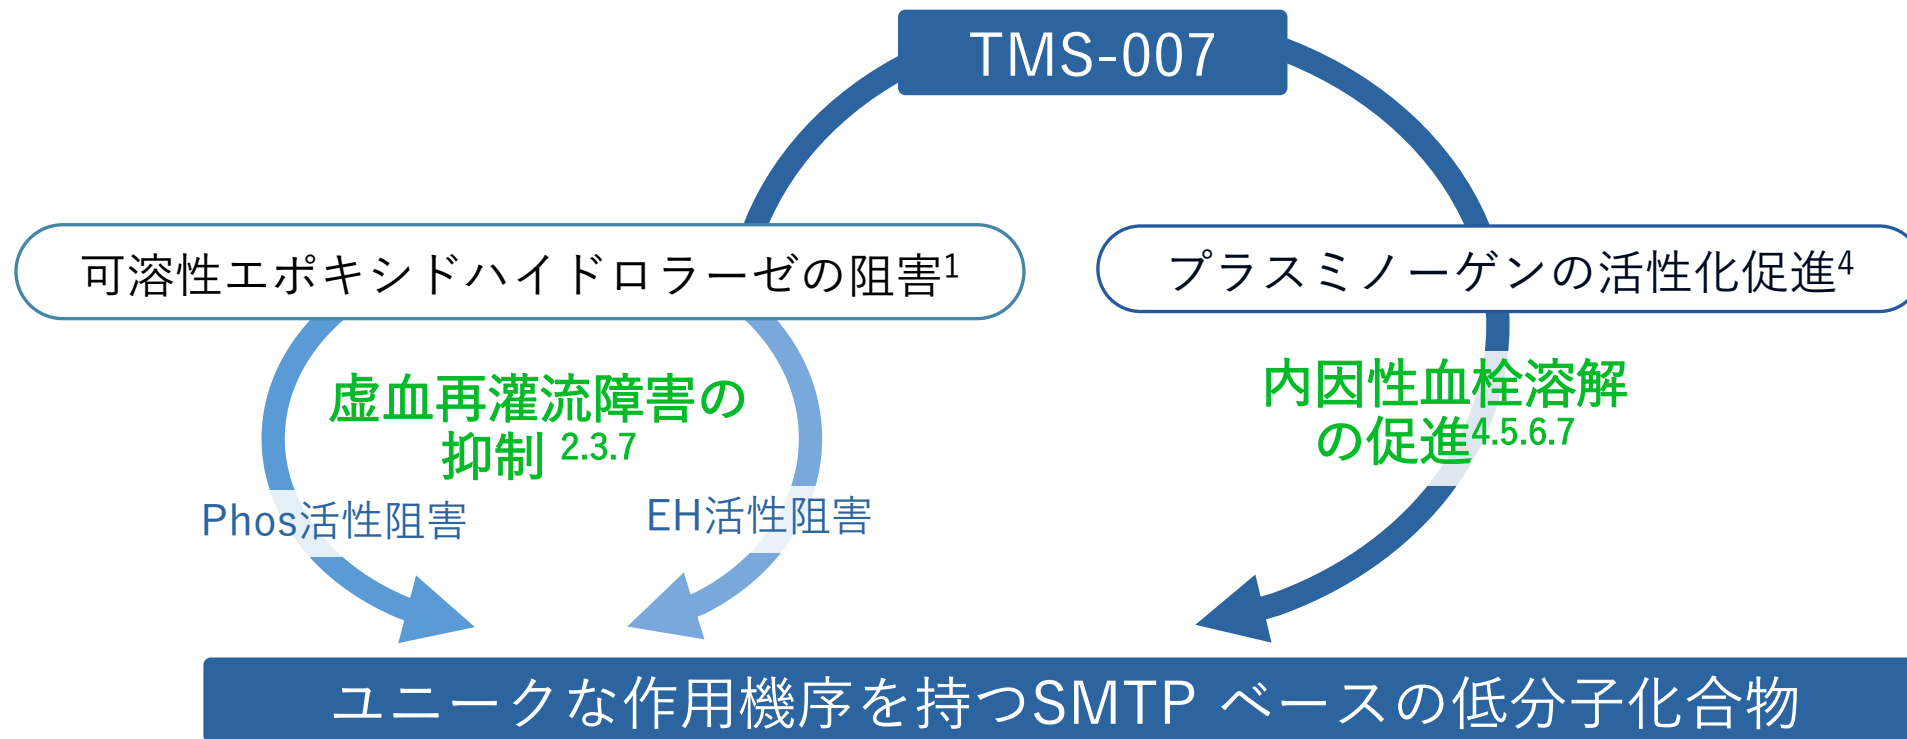 TMS-007
可溶性エポキシドハイドロラーゼの阻害1
プラスミノーゲンの活性化促進4
虚血再灌流障害の
抑制 2.3.7
内因性血栓溶解
の促進4.5.6.7
Phos活性阻害
EH活性阻害
ユニークな作用機序を持つSMTP ベースの低分子化合物